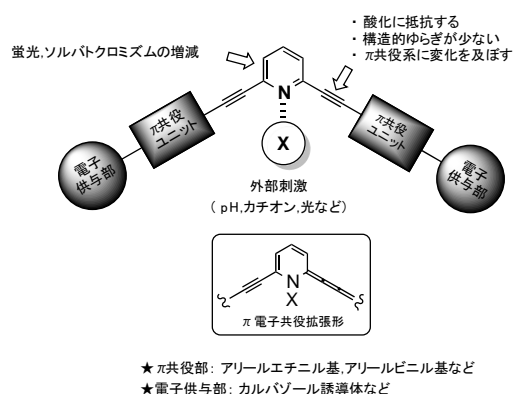 ・ 酸化に抵抗する
・ 構造的ゆらぎが少ない
・ π共役系に変化を及ぼす
蛍光,ソルバトクロミズムの増減
N
X
π共役
ユニット
π共役
ユニット
電子
供与部
電子
供与部
外部刺激
( pH,カチオン,光など)
N
X
π 電子共役拡張形
★ π共役部: アリールエチニル基,アリールビニル基など
★電子供与部: カルバゾール誘導体など